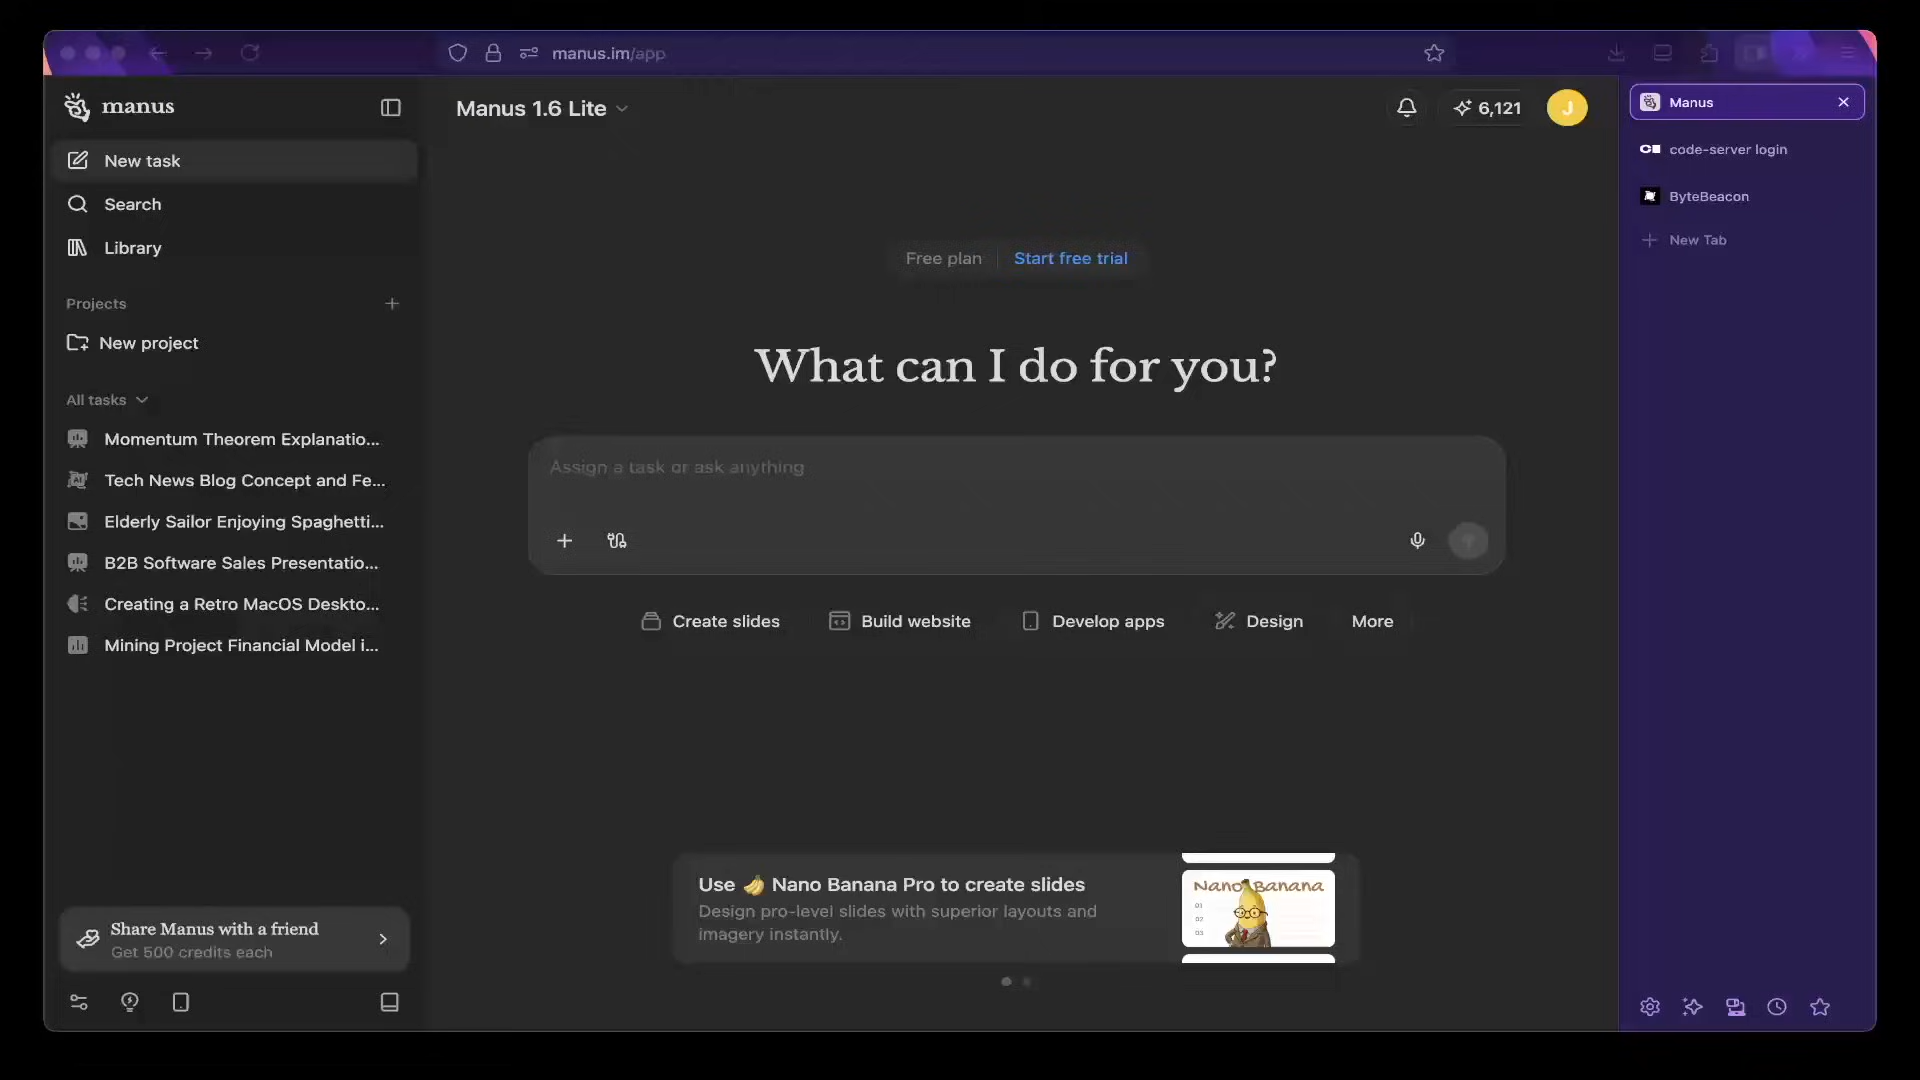 manus.im/app
manus
New task
Search
Library
Projects
New project
All tasks
Momentum Theorem Explanatio...
Tech News Blog Concept and Fe...
Elderly Sailor Enjoying Spaghetti...
B2B Software Sales Presentatio...
Creating a Retro MacOS Deskto...
Mining Project Financial Model i...
Share Manus with a friend
Get 500 credits each
Manus 1.6 Lite
6,121
J
Free plan
Start free trial
What can I do for you?
Assign a task or ask anything
Create slides
Build website
Develop apps
Design
More
Use 🍌 Nano Banana Pro to create slides
Design pro-level slides with superior layouts and
imagery instantly.
Nano Banana
01
02
03
Manus
code-server login
ByteBeacon
New Tab